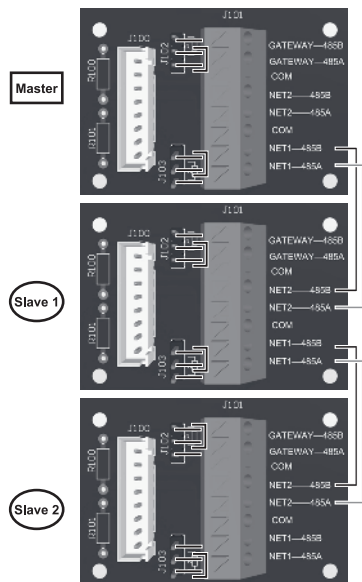 J101
J100
J102
R100
GATEWAY—485B
GATEWAY—485A
COM
NET2—485B
NET2—485A
COM
NET1—485B
NET1—485A
R101
J103
Master
J101
J100
J102
R100
GATEWAY—485B
GATEWAY—485A
COM
NET2—485B
NET2—485A
COM
NET1—485B
NET1—485A
R101
J103
Slave 1
J101
J100
J102
R100
GATEWAY—485B
GATEWAY—485A
COM
NET2—485B
NET2—485A
COM
NET1—485B
NET1—485A
R101
J103
Slave 2